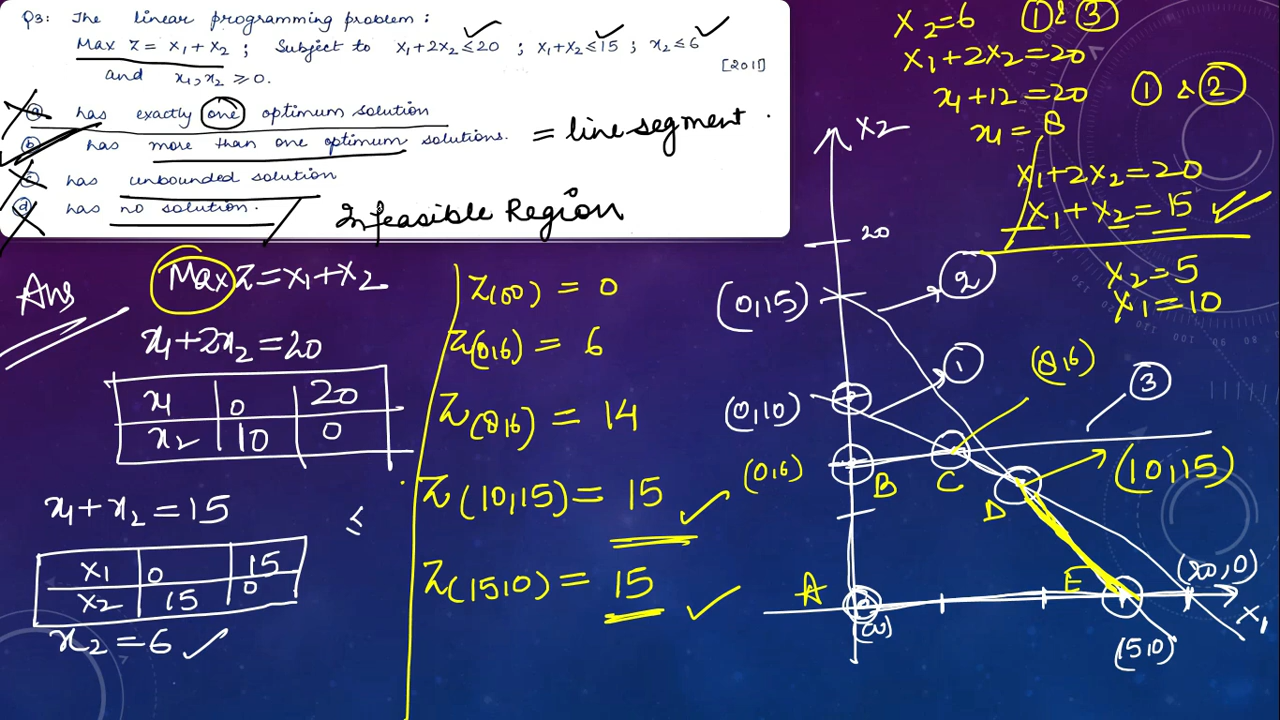 Q3: The linear programming problem:
Max Z = x₁ + x₂ ; Subject to x₁+2x₂ ≤ 20 ; x₁+x₂ ≤ 15 ; x₂ ≤ 6
and x₁, x₂ ≥ 0. [2011]
(a) has exactly one optimum solution
(b) has more than one optimum solutions. = line segment.
(c) has unbounded solution
(d) has no solution. / Infeasible Region
Ans
Max Z = x₁+x₂
x₁+2x₂ = 20
x₁ 0 20
x₂ 10 0
x₁+x₂ = 15
≤
x₁ 0 15
x₂ 15 0
x₂ = 6 ✓
Z(00) = 0
Z(0,6) = 6
Z(8,6) = 14
Z(10,15) = 15 ✓
Z(15,0) = 15 ✓
x₂ = 6 ① & ③
x₁+2x₂ = 20
x₁+12 = 20
x₁ = 8
① & ②
x₁+2x₂ = 20
x₁+x₂ = 15 ✓
x₂ = 5
x₁ = 10
x₂
20
(0,15)
②
①
(8,6)
③
(0,10)
(0,6)
B
C
D
(10,15)
A
E
(20,0)
x₁
(5,0)